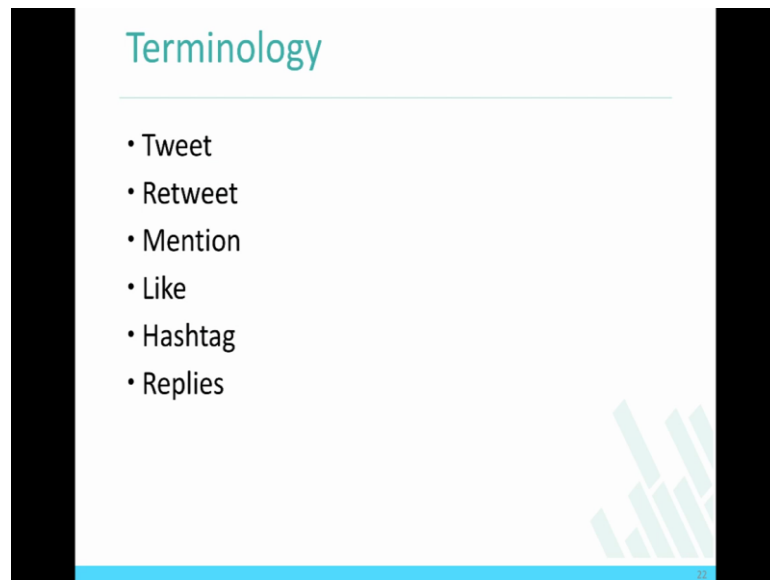 Terminology
• Tweet
• Retweet
• Mention
• Like
• Hashtag
• Replies
22